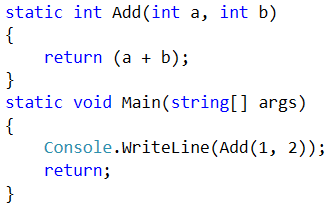 static int Add(int a, int b)
{
    return (a + b);
}
static void Main(string[] args)
{
    Console.WriteLine(Add(1, 2));
    return;
}